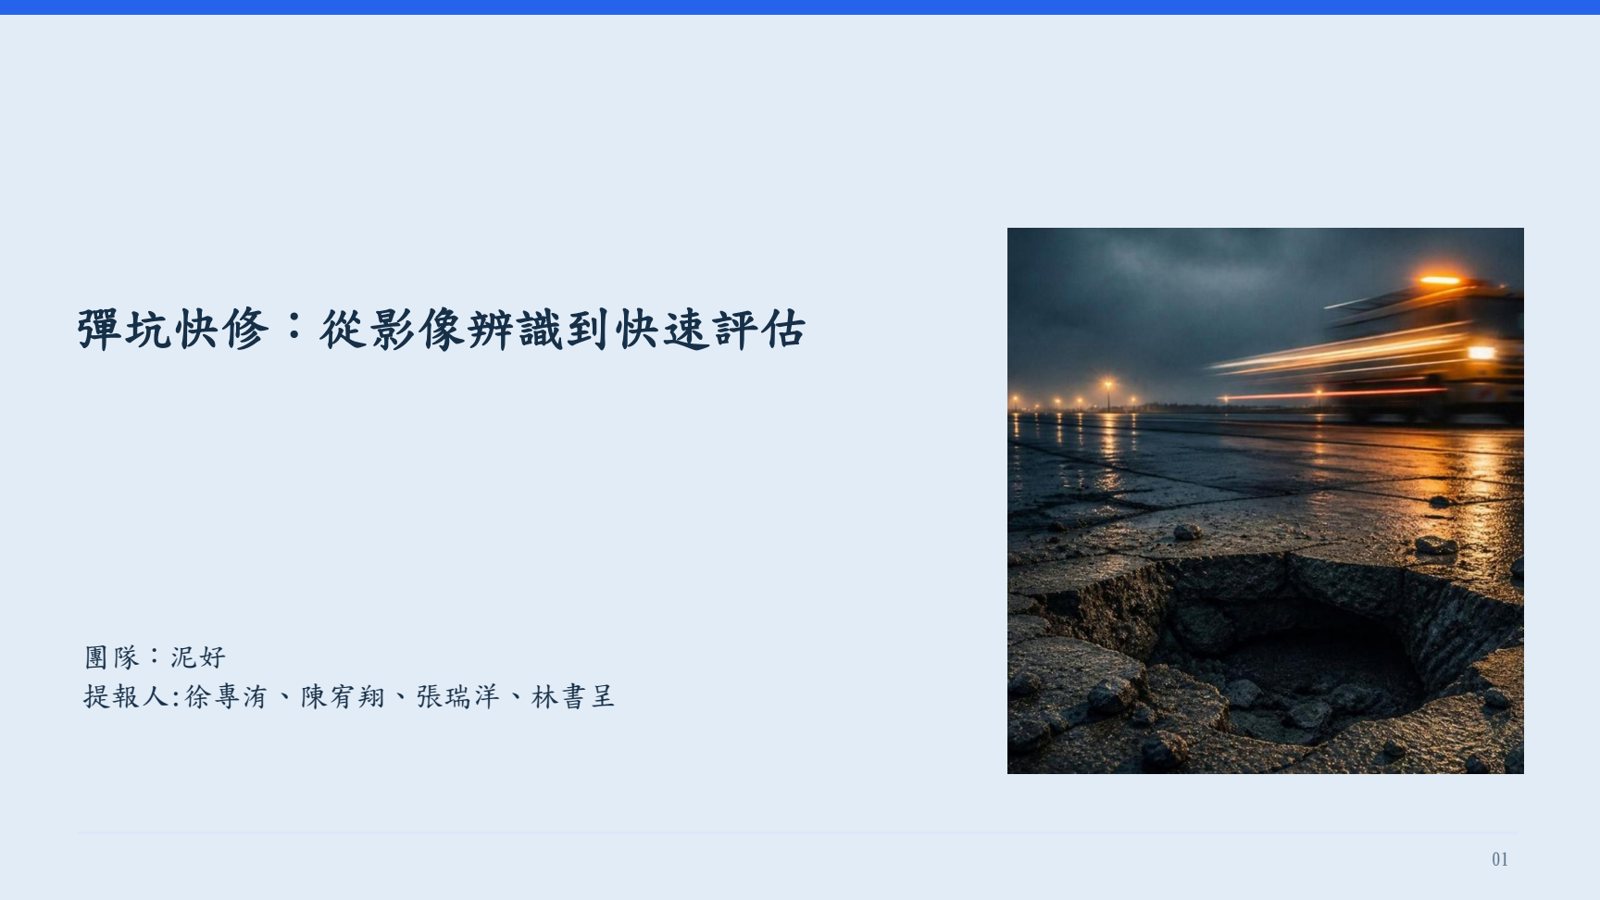 彈坑快修：從影像辨識到快速評估
團隊：泥好
提報人:徐專洧、陳宥翔、張瑞洋、林書呈
01